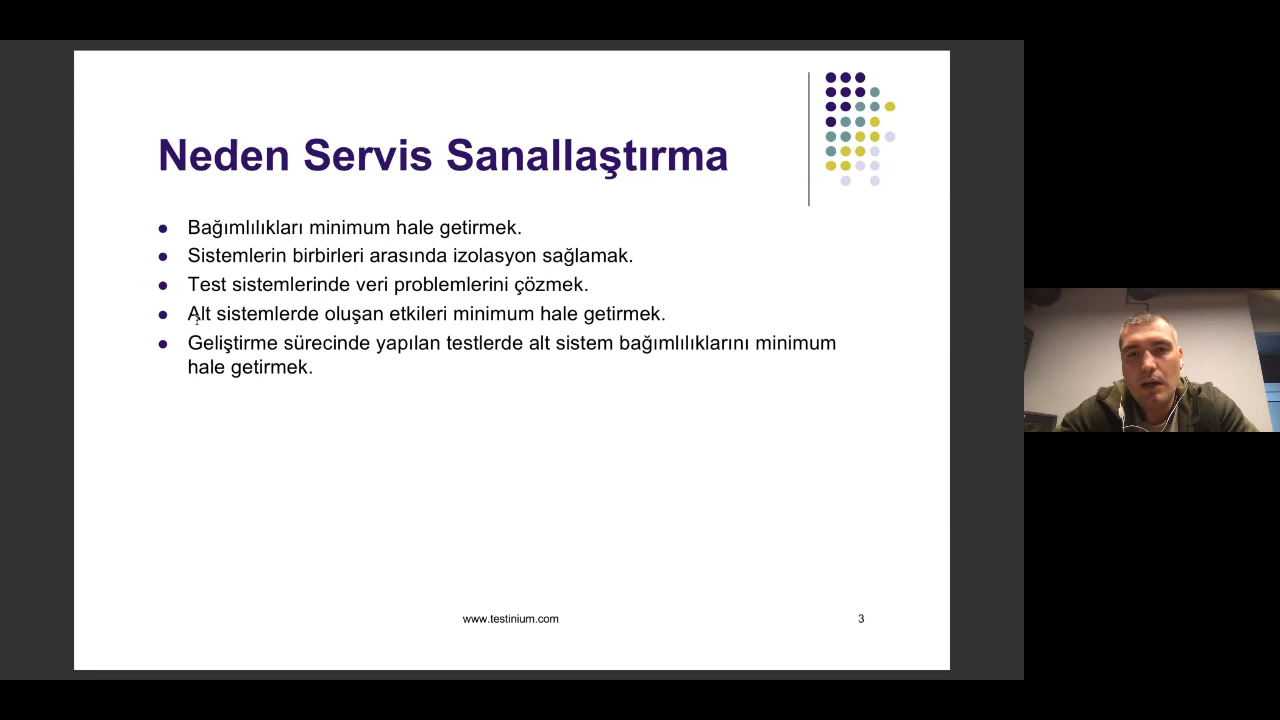 Neden Servis Sanallaştırma
Bağımlılıkları minimum hale getirmek.
Sistemlerin birbirleri arasında izolasyon sağlamak.
Test sistemlerinde veri problemlerini çözmek.
Alt sistemlerde oluşan etkileri minimum hale getirmek.
Geliştirme sürecinde yapılan testlerde alt sistem bağımlılıklarını minimum
hale getirmek.
www.testinium.com
3